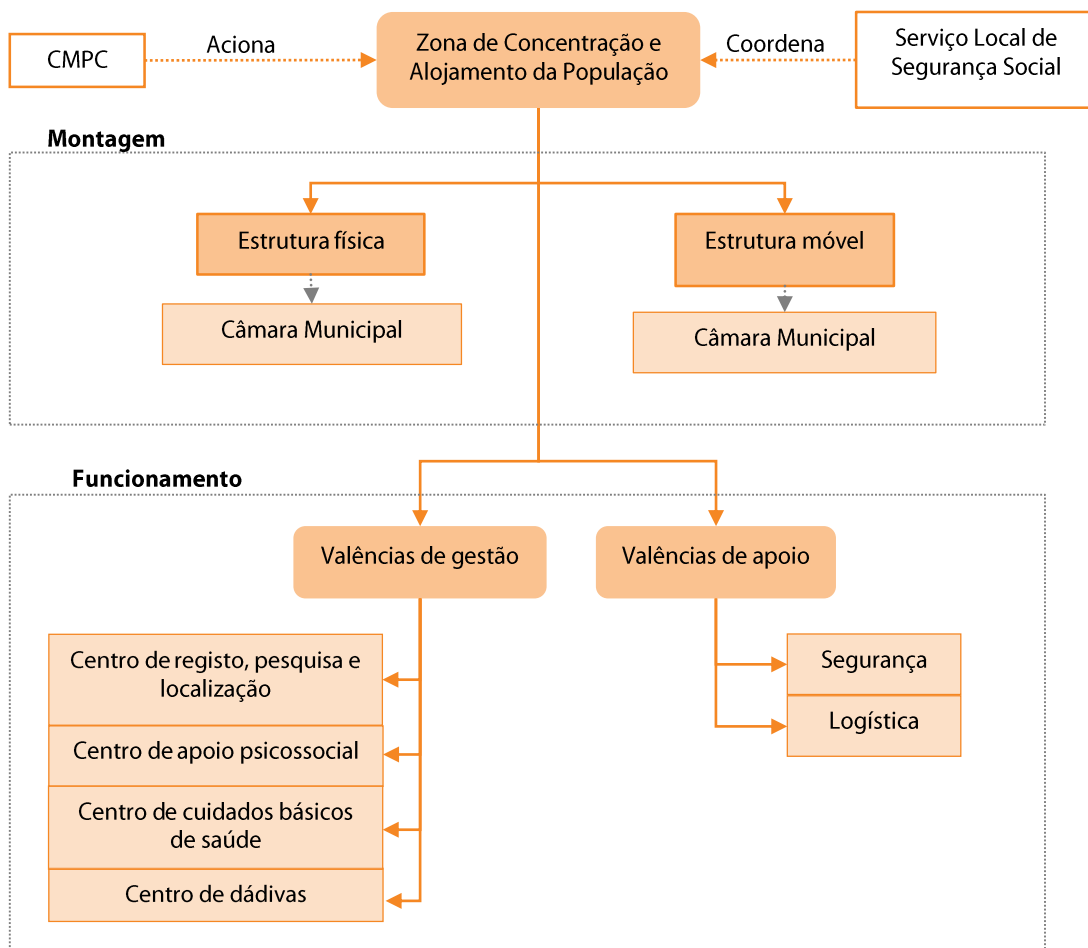 CMPC
Aciona
Zona de Concentração e
Alojamento da População
Coordena
Serviço Local de
Segurança Social
Montagem
Estrutura física
Estrutura móvel
Câmara Municipal
Câmara Municipal
Funcionamento
Valências de gestão
Valências de apoio
Centro de registo, pesquisa e
localização
Centro de apoio psicossocial
Centro de cuidados básicos
de saúde
Centro de dádivas
Segurança
Logística